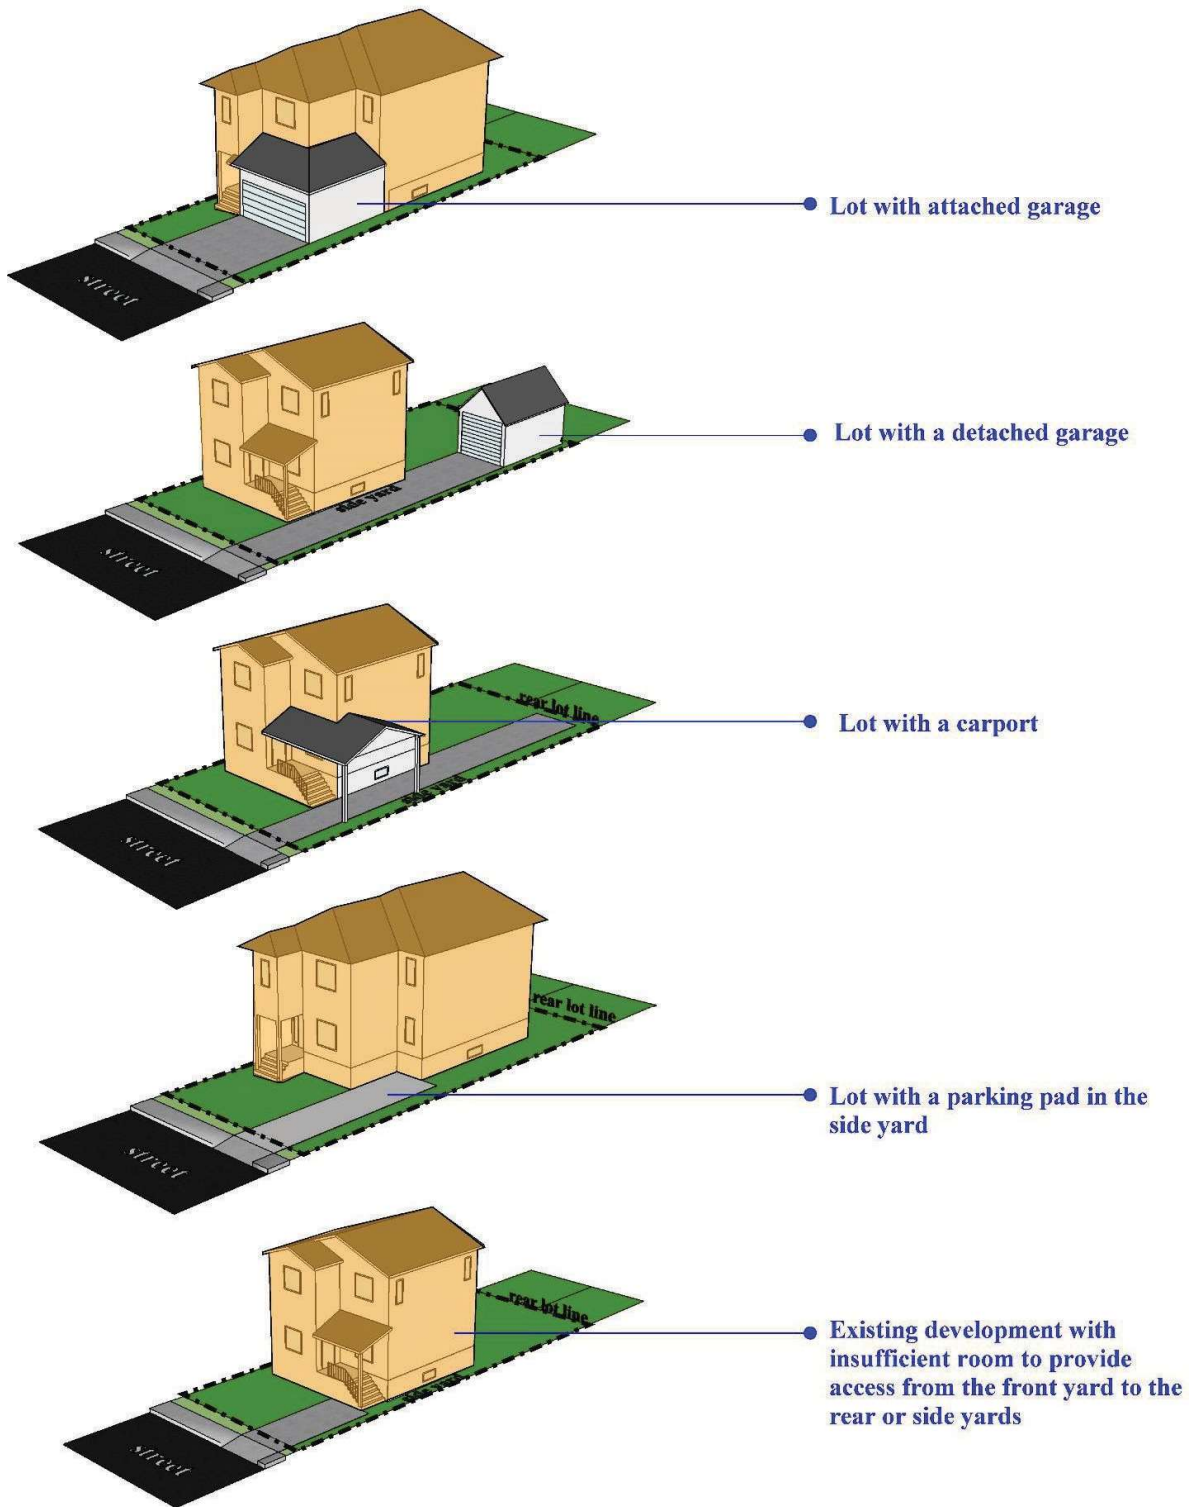 Lot with attached garage
street
Lot with a detached garage
side yard
street
rear lot line
Lot with a carport
side yard
street
rear lot line
Lot with a parking pad in the
side yard
street
rear lot line
Existing development with
insufficient room to provide
access from the front yard to the
rear or side yards
side yard
street